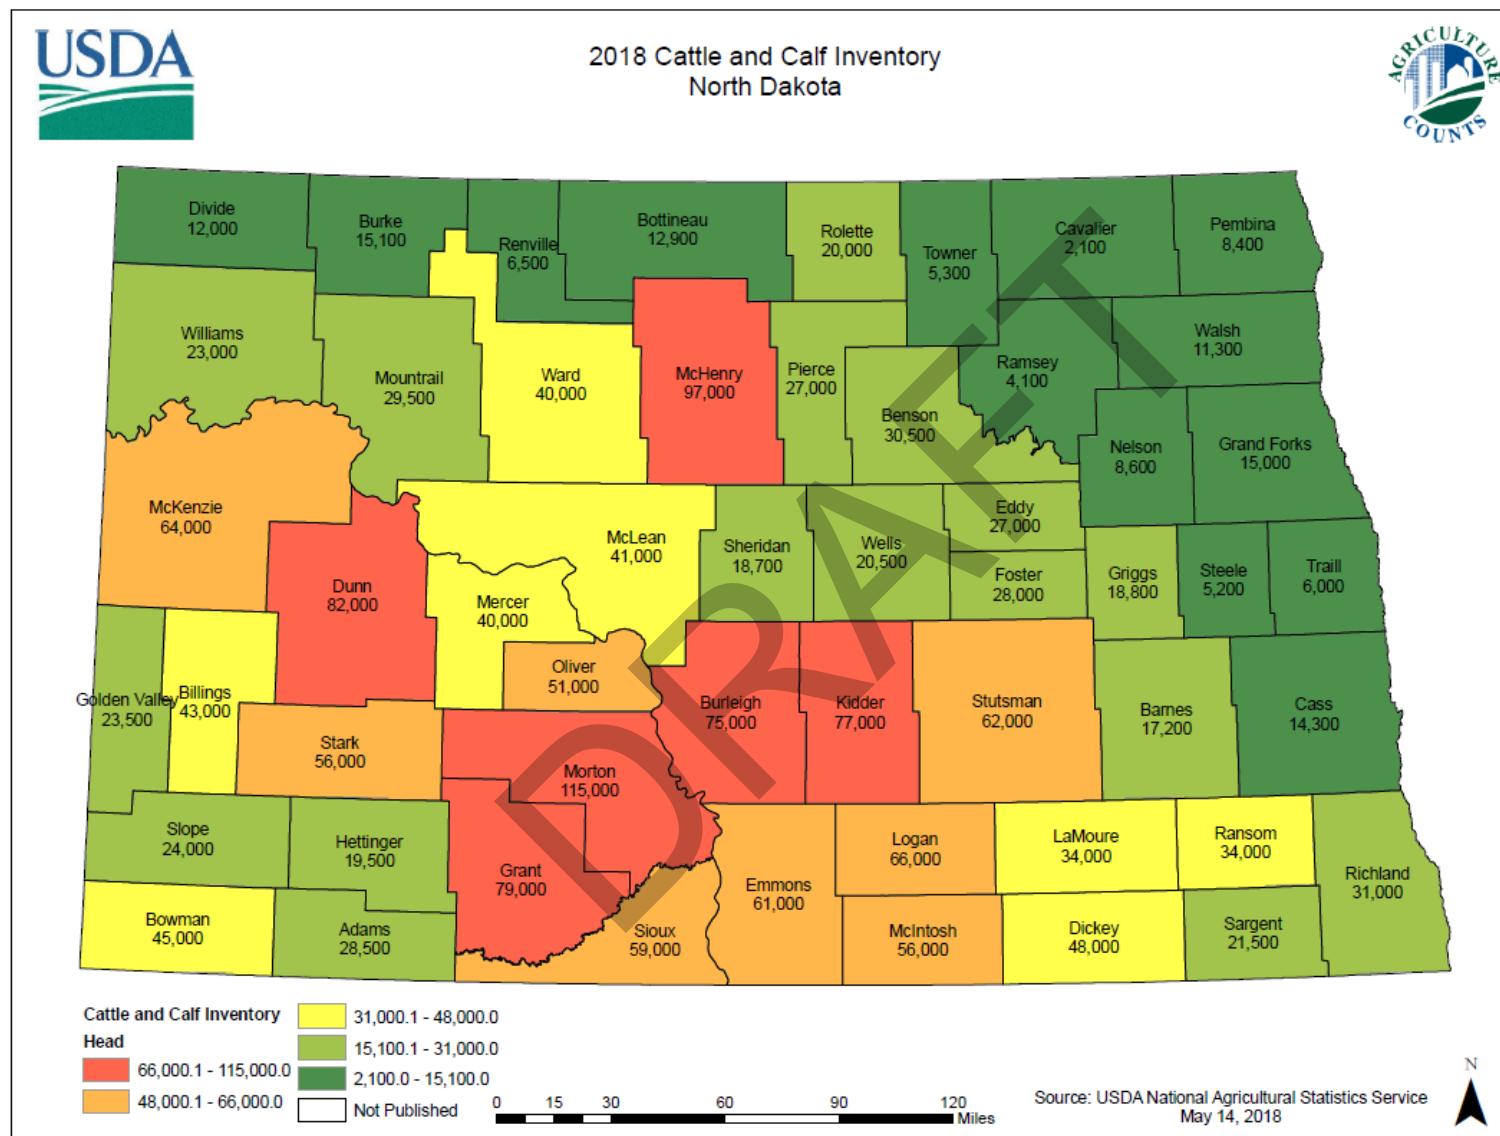 USDA
2018 Cattle and Calf Inventory
North Dakota
AGRICULTURE
COUNTS
Divide
12,000
Burke
15,100
Renville
6,500
Bottineau
12,900
Rolette
20,000
Towner
5,300
Cavalier
2,100
Pembina
8,400
Williams
23,000
Mountrail
29,500
Ward
40,000
McHenry
97,000
Pierce
27,000
Benson
30,500
Ramsey
4,100
Walsh
11,300
Nelson
8,600
Grand Forks
15,000
McKenzie
64,000
Dunn
82,000
McLean
41,000
Mercer
40,000
Oliver
51,000
Sheridan
18,700
Wells
20,500
Eddy
27,000
Foster
28,000
Griggs
18,800
Steele
5,200
Traill
6,000
Golden Valley
23,500
Billings
43,000
Stark
56,000
Morton
115,000
Burleigh
75,000
Kidder
77,000
Stutsman
62,000
Barnes
17,200
Cass
14,300
Slope
24,000
Hettinger
19,500
Grant
79,000
Bowman
45,000
Adams
28,500
Sioux
59,000
Emmons
61,000
Logan
66,000
McIntosh
56,000
LaMoure
34,000
Dickey
48,000
Ransom
34,000
Sargent
21,500
Richland
31,000
DRAFT
Cattle and Calf Inventory
Head
66,000.1 - 115,000.0
48,000.1 - 66,000.0
31,000.1 - 48,000.0
15,100.1 - 31,000.0
2,100.0 - 15,100.0
Not Published
0 15 30 60 90 120
Miles
Source: USDA National Agricultural Statistics Service
May 14, 2018
N